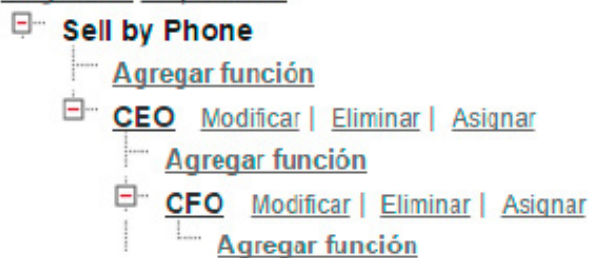 Sell by Phone
Agregar función
CEO Modificar | Eliminar | Asignar
Agregar función
CFO Modificar | Eliminar | Asignar
Agregar función